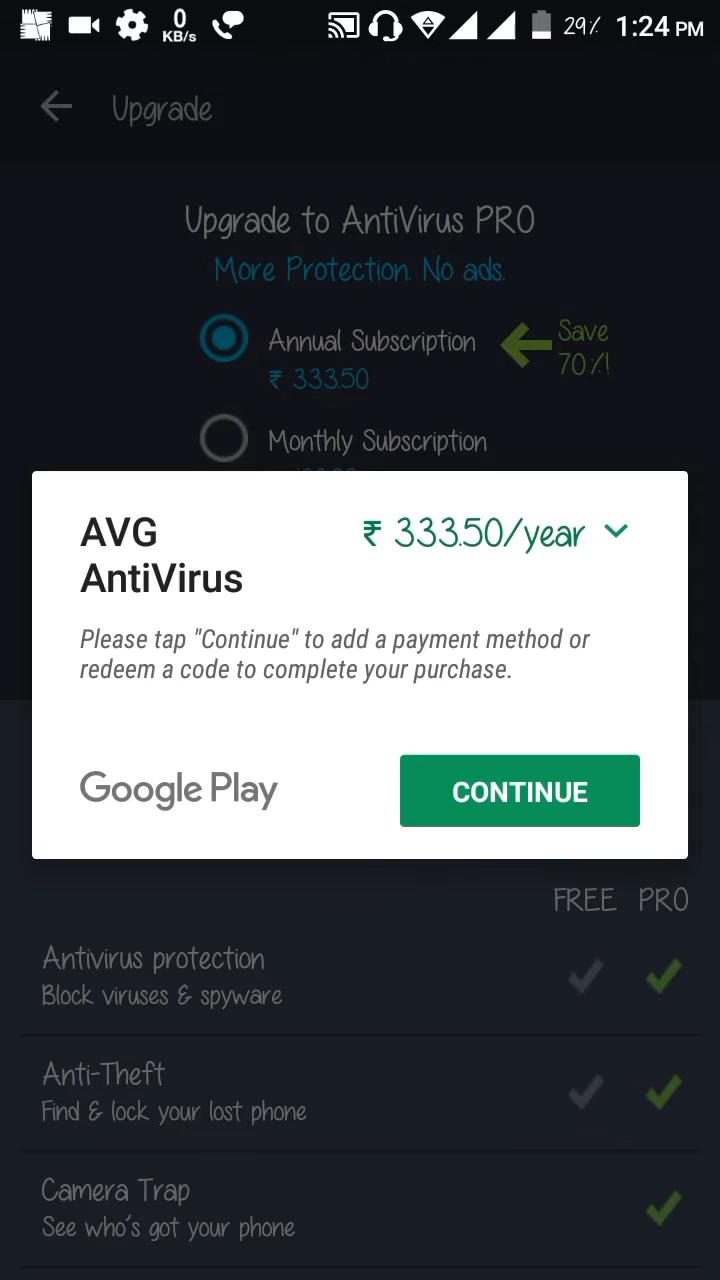 0
KB/s
29%
1:24 PM
Upgrade
Upgrade to AntiVirus PRO
More Protection. No ads.
Annual Subscription
₹ 333.50
Save
70%!
Monthly Subscription
AVG
AntiVirus
₹ 333.50/year
Please tap "Continue" to add a payment method or
redeem a code to complete your purchase.
Google Play
CONTINUE
FREE PRO
Antivirus protection
Block viruses & spyware
Anti-Theft
Find & lock your lost phone
Camera Trap
See who's got your phone